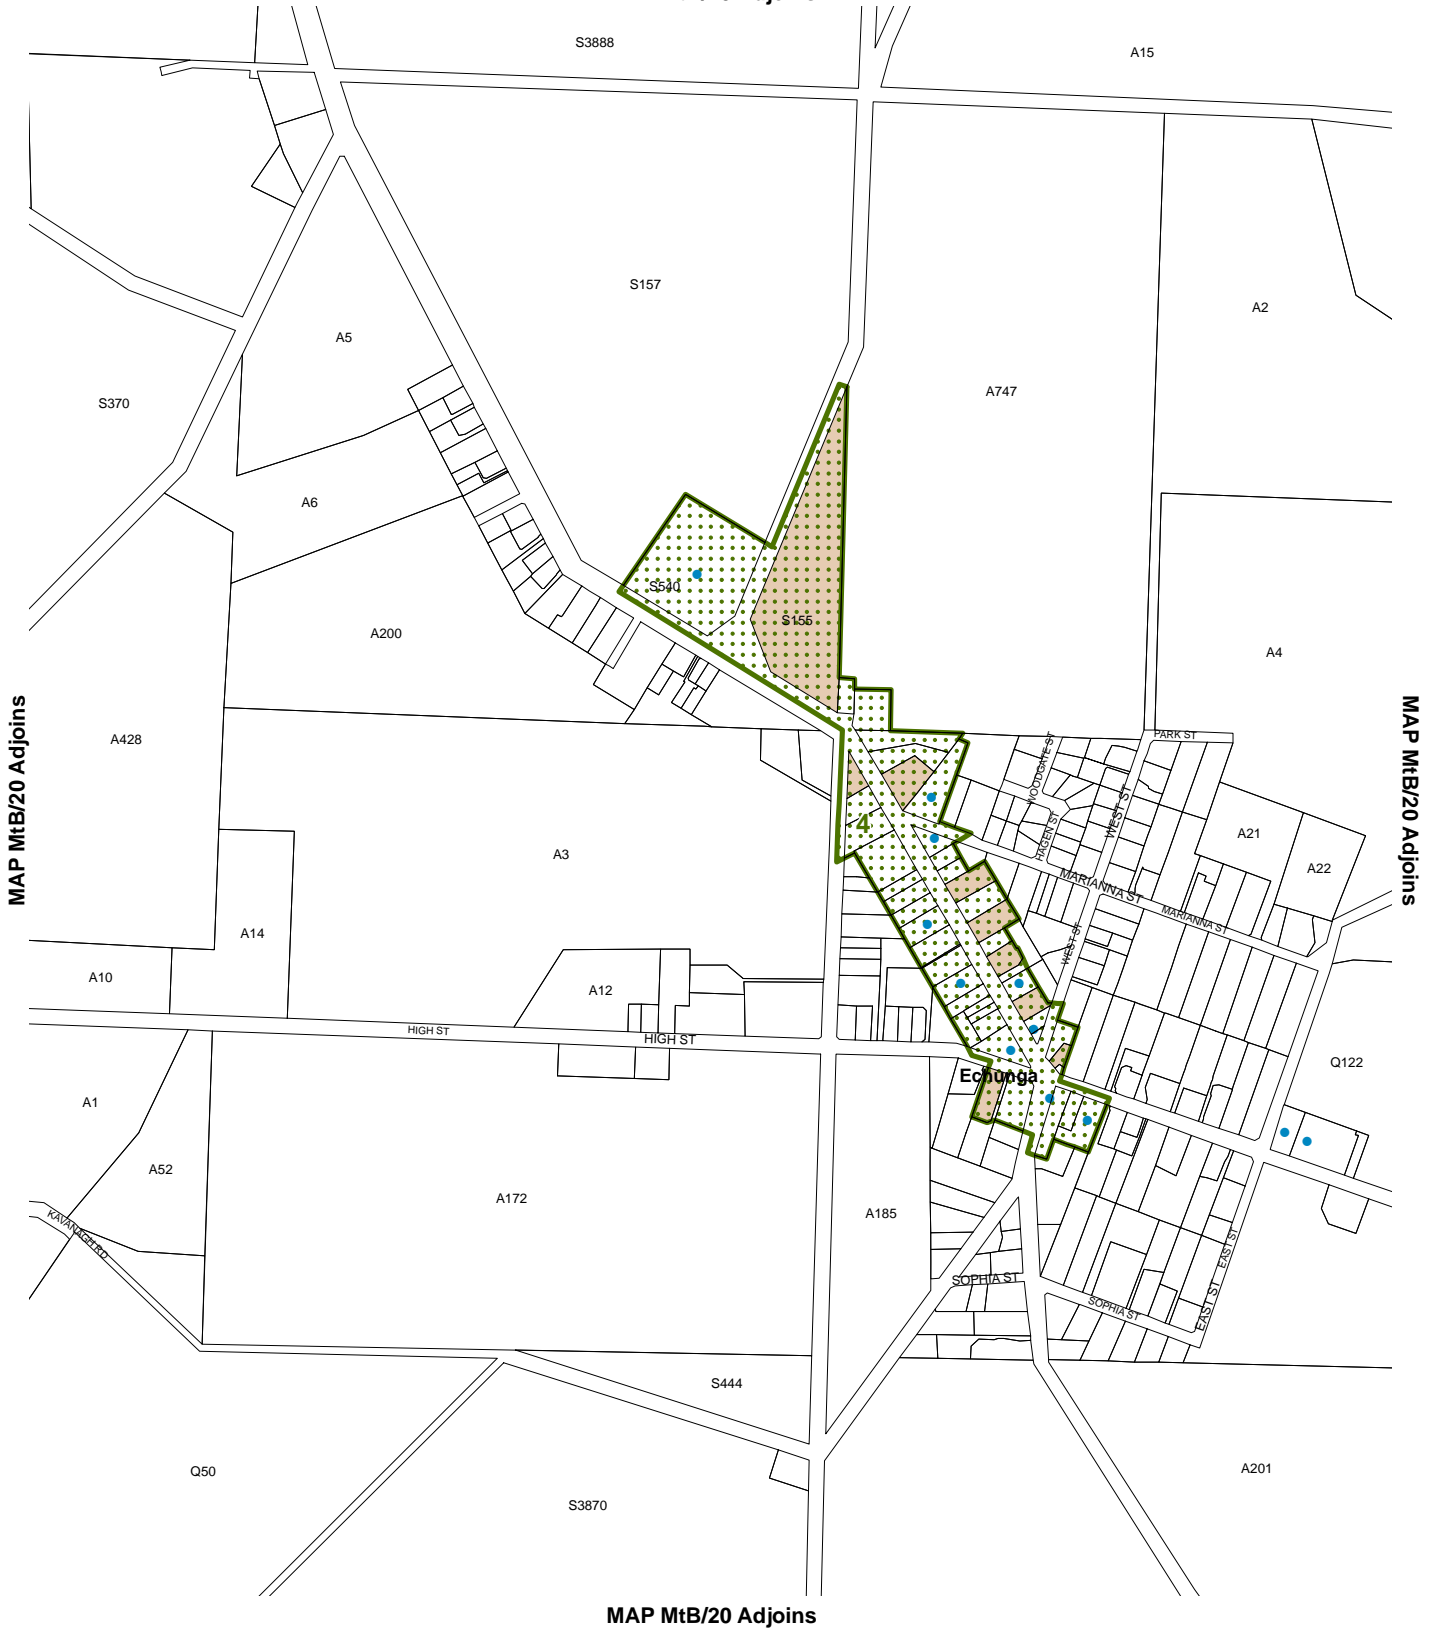 S3888
A15
S157
A2
A5
A747
S370
A6
S540
S155
A200
A4
MAP MtB/20 Adjoins
MAP MtB/20 Adjoins
A428
PARK ST
WOODGATE ST
WEST ST
HAGEN ST
4
A21
A3
A22
MARIANNA ST
MARIANNA ST
A14
WEST ST
A10
A12
HIGH ST
HIGH ST
Echunga
Q122
A1
A52
A172
A185
KAVANAGH RD
EAST ST
SOPHIA ST
SOPHIA ST
EAST ST
S444
Q50
A201
S3870
MAP MtB/20 Adjoins